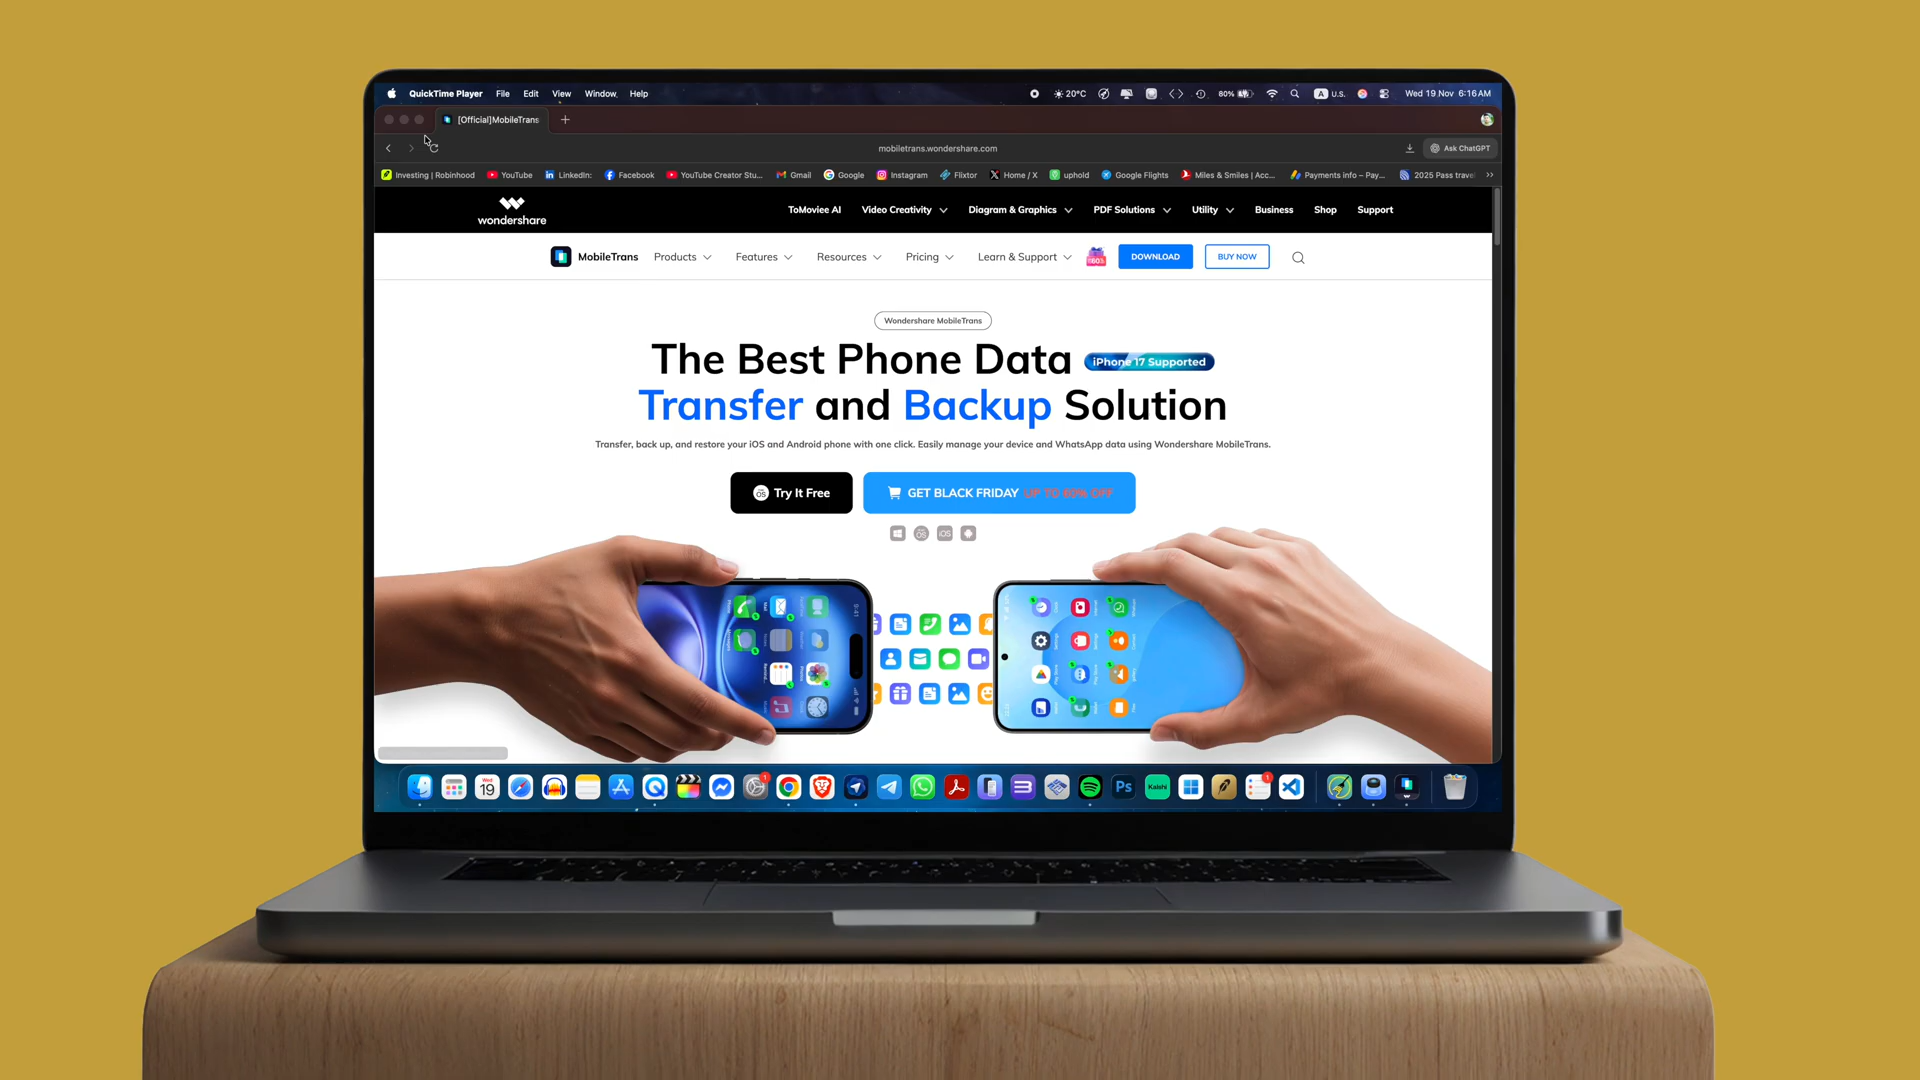 QuickTime Player File Edit View Window Help
20°C 80% A U.S. Wed 19 Nov 6:16 AM
[Official]MobileTrans
mobiletrans.wondershare.com
Ask ChatGPT
Investing | Robinhood YouTube LinkedIn: Facebook YouTube Creator Stu... Gmail Google Instagram Flixtor Home / X uphold Google Flights Miles & Smiles | Acc... Payments info – Pay... 2025 Pass trave
wondershare
ToMoviee AI Video Creativity Diagram & Graphics PDF Solutions Utility Business Shop Support
MobileTrans Products Features Resources Pricing Learn & Support DOWNLOAD BUY NOW
Wondershare MobileTrans
The Best Phone Data iPhone 17 Supported
Transfer and Backup Solution
Transfer, back up, and restore your iOS and Android phone with one click. Easily manage your device and WhatsApp data using Wondershare MobileTrans.
Try It Free GET BLACK FRIDAY UP TO 60% OFF
iOS
Wed
19
Ps
Kaishi